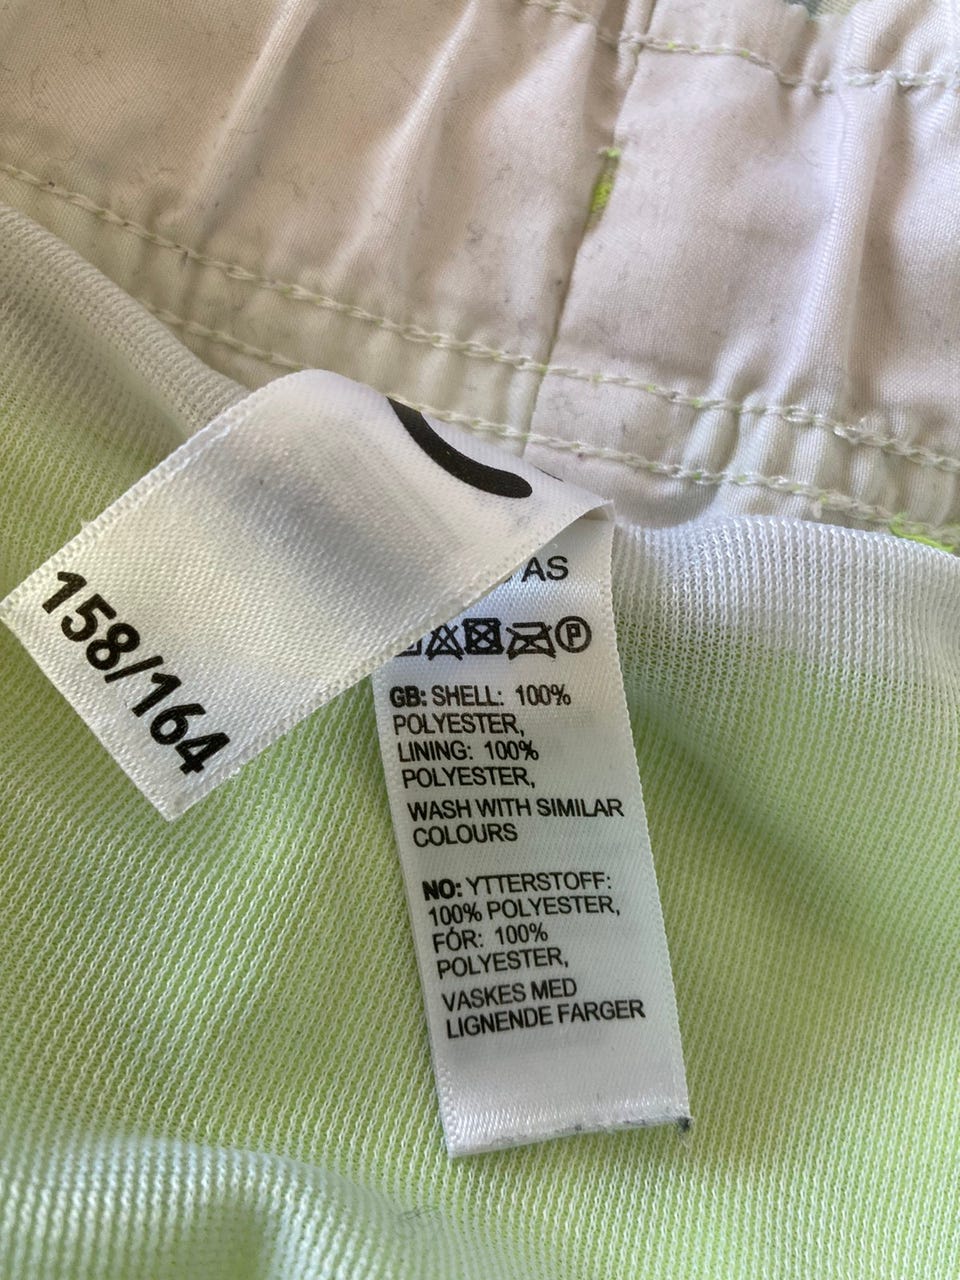 158/164
AS
GB: SHELL: 100%
POLYESTER,
LINING: 100%
POLYESTER,
WASH WITH SIMILAR
COLOURS
NO: YTTERSTOFF:
100% POLYESTER,
FÓR: 100%
POLYESTER,
VASKES MED
LIGNENDE FARGER